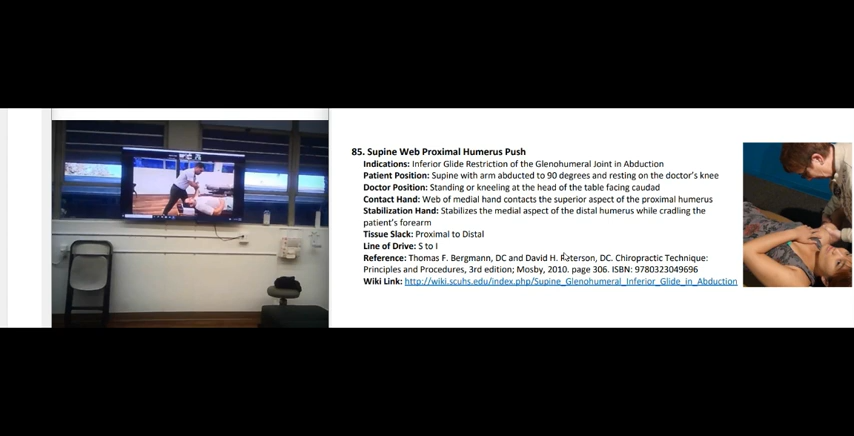 85. Supine Web Proximal Humerus Push
Indications: Inferior Glide Restriction of the Glenohumeral Joint in Abduction
Patient Position: Supine with arm abducted to 90 degrees and resting on the doctor's knee
Doctor Position: Standing or kneeling at the head of the table facing caudad
Contact Hand: Web of medial hand contacts the superior aspect of the proximal humerus
Stabilization Hand: Stabilizes the medial aspect of the distal humerus while cradling the
patient's forearm
Tissue Slack: Proximal to Distal
Line of Drive: S to I
Reference: Thomas F. Bergmann, DC and David H. Peterson, DC. Chiropractic Technique:
Principles and Procedures, 3rd edition; Mosby, 2010. page 306. ISBN: 9780323049696
Wiki Link: http://wiki.scuhs.edu/index.php/Supine_Glenohumeral_Inferior_Glide_in_Abduction